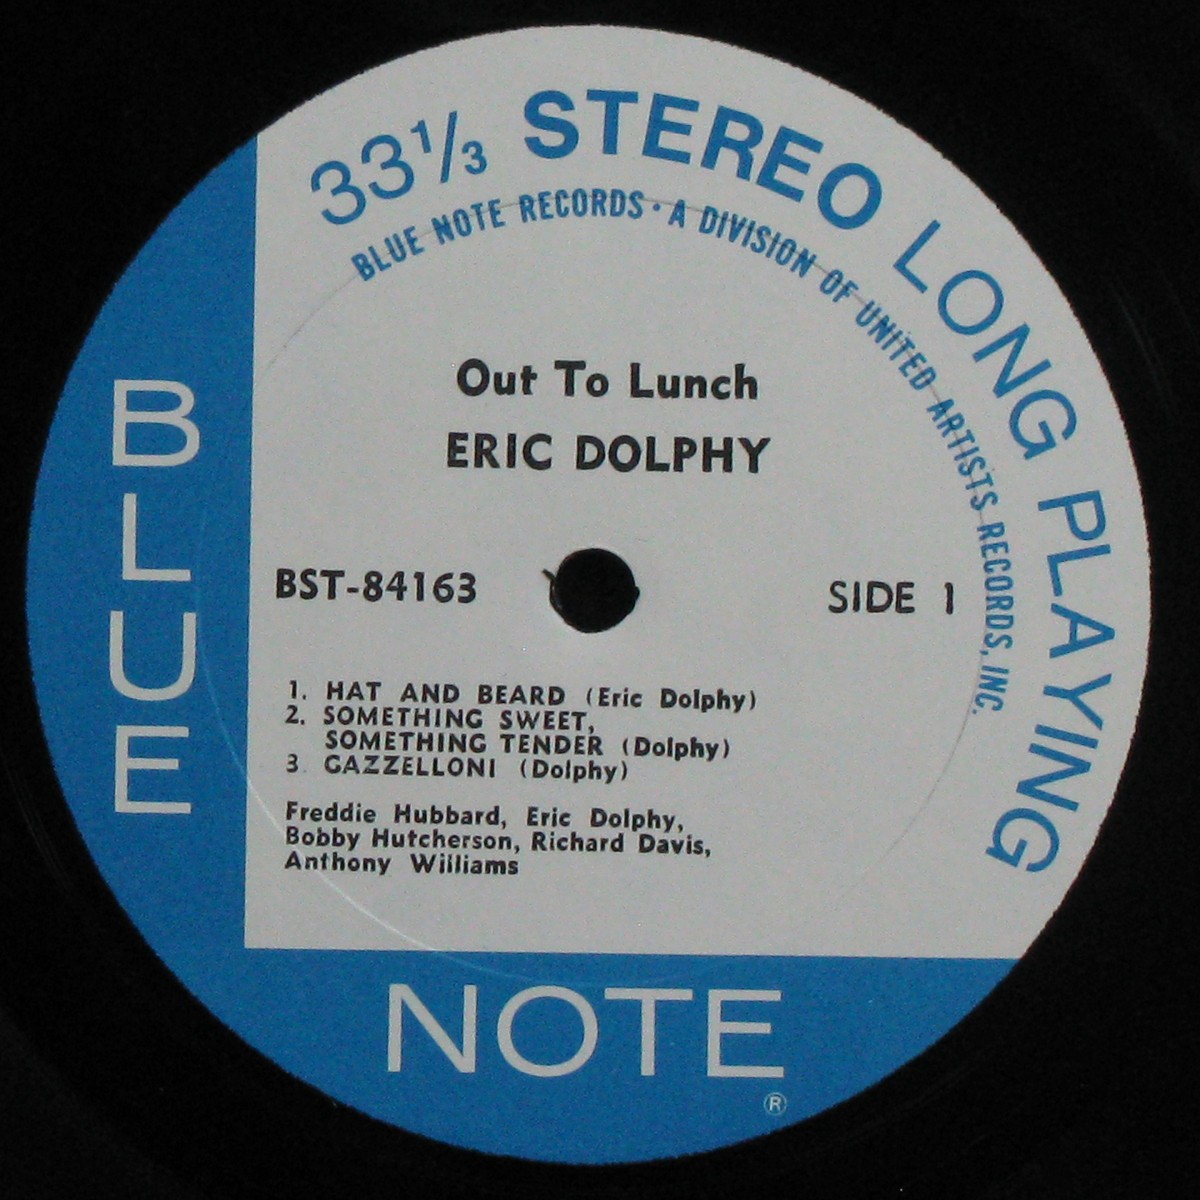 33⅓ STEREO LONG PLAYING
BLUE NOTE RECORDS · A DIVISION OF UNITED ARTISTS RECORDS, INC.
Out To Lunch
ERIC DOLPHY
BST-84163
SIDE 1
1. HAT AND BEARD (Eric Dolphy)
2. SOMETHING SWEET,
SOMETHING TENDER (Dolphy)
3. GAZZELLONI (Dolphy)
Freddie Hubbard, Eric Dolphy,
Bobby Hutcherson, Richard Davis,
Anthony Williams
BLUE
NOTE
®